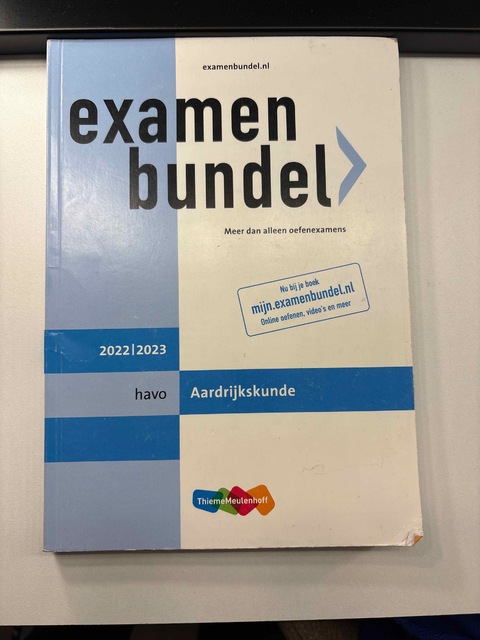 examenbundel.nl
examen
bundel
Meer dan alleen oefenexamens
Nu bij je boek
mijn.examenbundel.nl
Online oefenen, video's en meer
2022|2023
havo Aardrijkskunde
ThiemeMeulenhoff